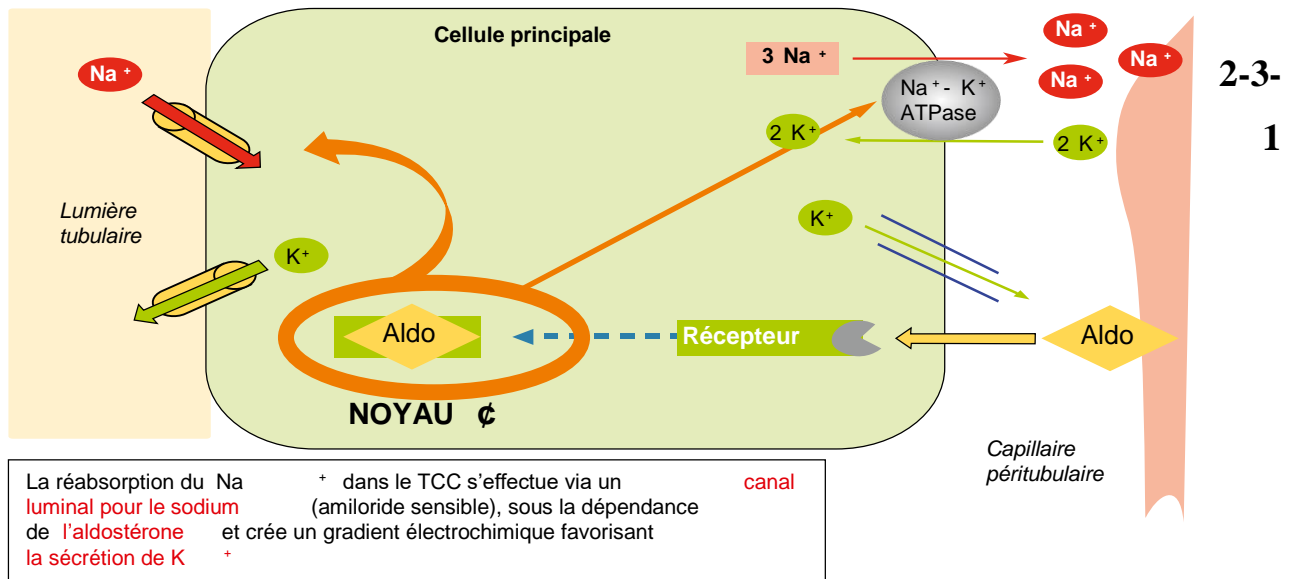 Cellule principale
Na +
3 Na +
Na +
Na +
Na +
Na + - K +
ATPase
2 K+
2 K+
2-3-
1
Lumière
tubulaire
K+
K+
Aldo
Récepteur
Aldo
NOYAU ¢
Capillaire
péritubulaire
La réabsorption du Na + dans le TCC s’effectue via un canal
luminal pour le sodium (amiloride sensible), sous la dépendance
de l’aldostérone et crée un gradient électrochimique favorisant
la sécrétion de K +